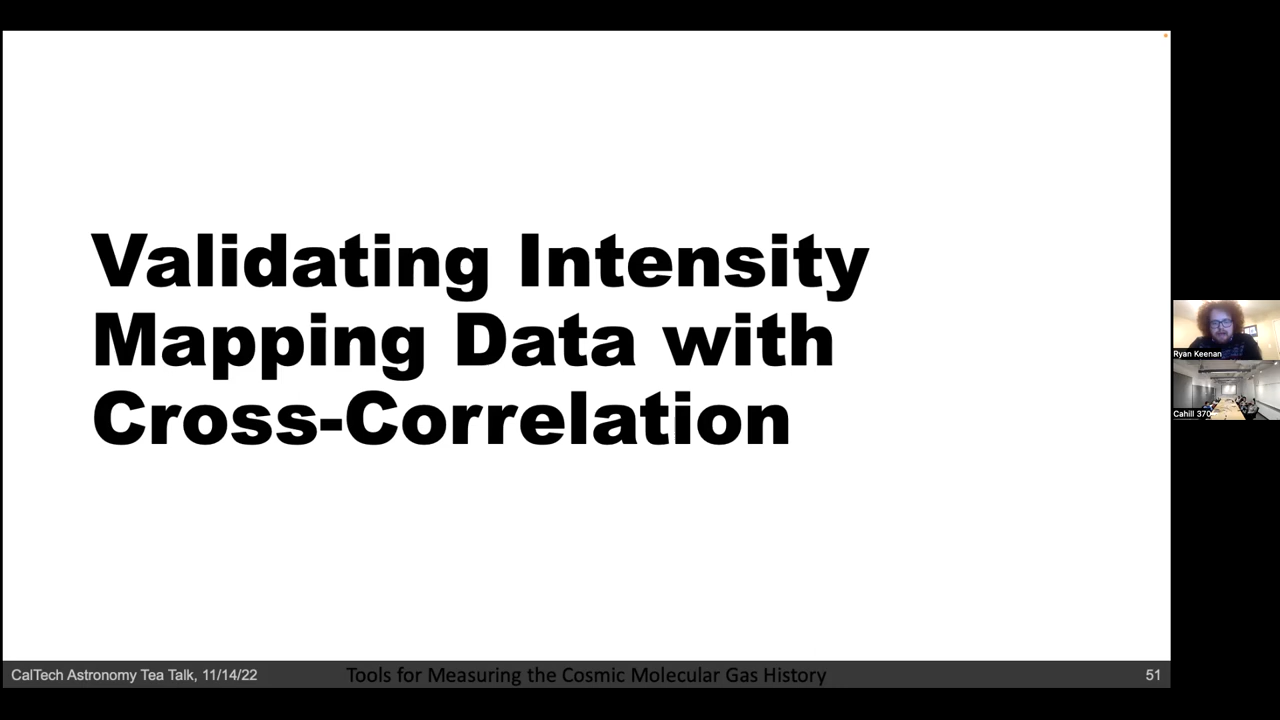 Validating Intensity
Mapping Data with
Cross-Correlation
Ryan Keenan
Cahill 370
CalTech Astronomy Tea Talk, 11/14/22
Tools for Measuring the Cosmic Molecular Gas History
51